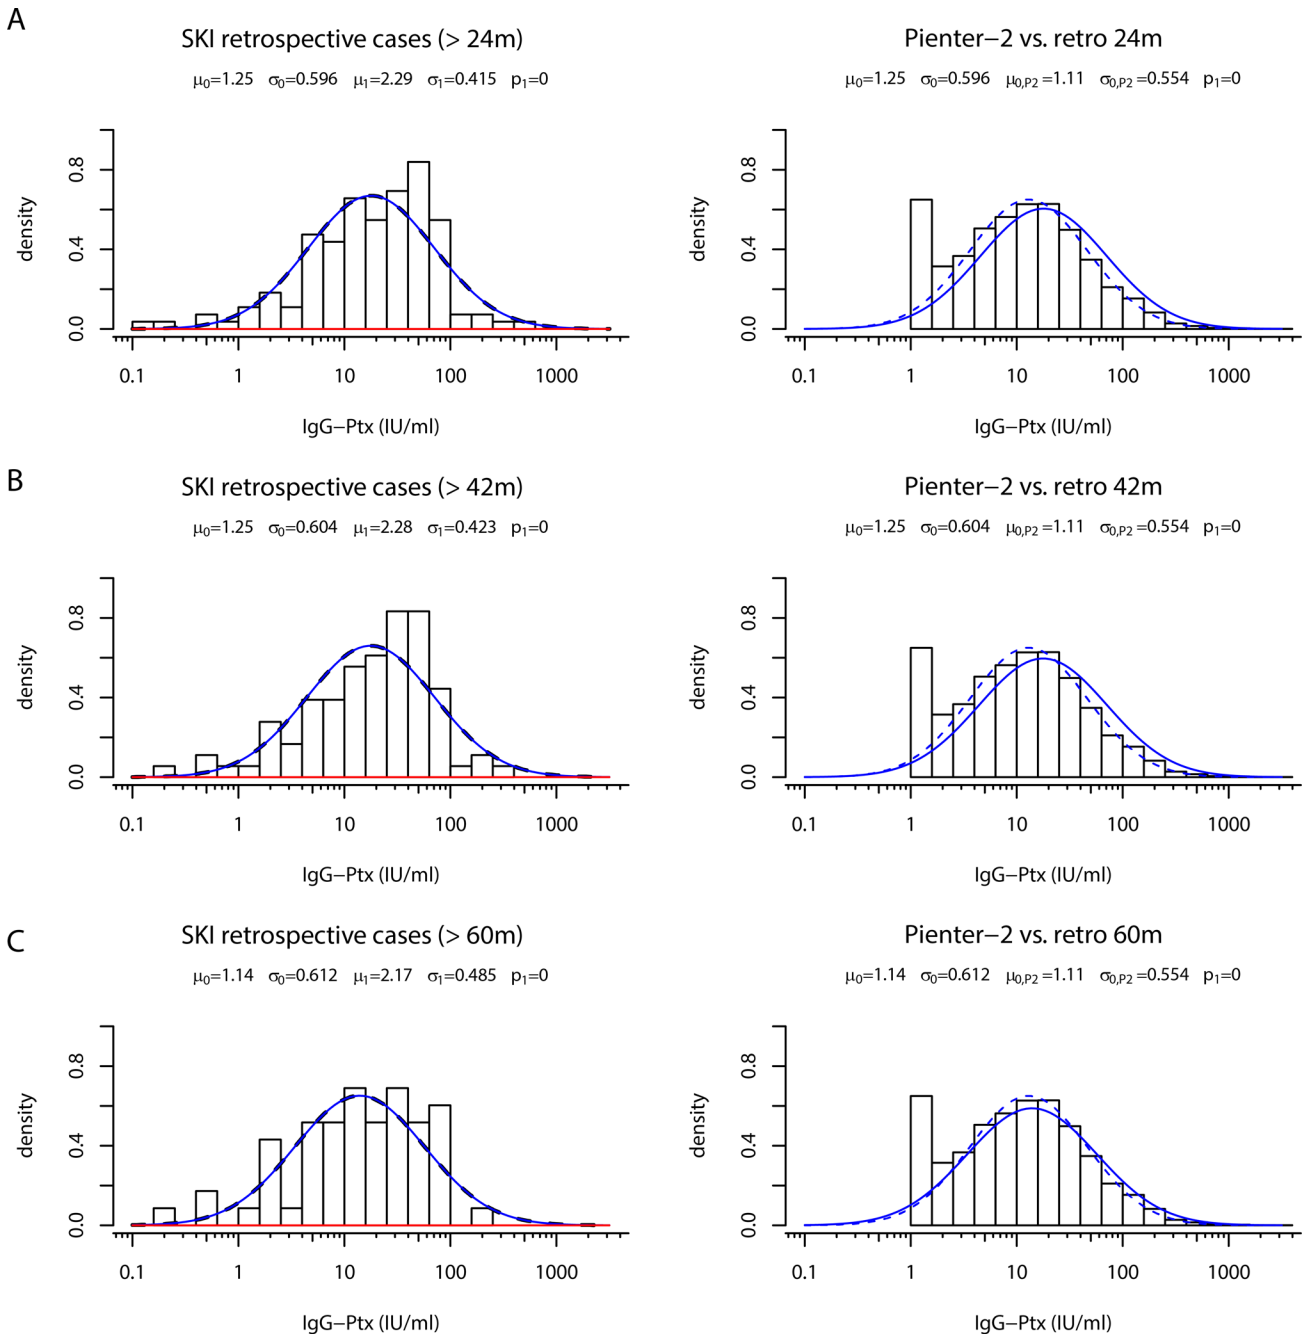 A
SKI retrospective cases (> 24m)
μ0=1.25 σ0=0.596 μ1=2.29 σ1=0.415 p1=0
density
0.0 0.4 0.8
0.1 1 10 100 1000
IgG−Ptx (IU/ml)
Pienter−2 vs. retro 24m
μ0=1.25 σ0=0.596 μ0,P2=1.11 σ0,P2=0.554 p1=0
density
0.0 0.4 0.8
0.1 1 10 100 1000
IgG−Ptx (IU/ml)
B
SKI retrospective cases (> 42m)
μ0=1.25 σ0=0.604 μ1=2.28 σ1=0.423 p1=0
density
0.0 0.4 0.8
0.1 1 10 100 1000
IgG−Ptx (IU/ml)
Pienter−2 vs. retro 42m
μ0=1.25 σ0=0.604 μ0,P2=1.11 σ0,P2=0.554 p1=0
density
0.0 0.4 0.8
0.1 1 10 100 1000
IgG−Ptx (IU/ml)
C
SKI retrospective cases (> 60m)
μ0=1.14 σ0=0.612 μ1=2.17 σ1=0.485 p1=0
density
0.0 0.4 0.8
0.1 1 10 100 1000
IgG−Ptx (IU/ml)
Pienter−2 vs. retro 60m
μ0=1.14 σ0=0.612 μ0,P2=1.11 σ0,P2=0.554 p1=0
density
0.0 0.4 0.8
0.1 1 10 100 1000
IgG−Ptx (IU/ml)